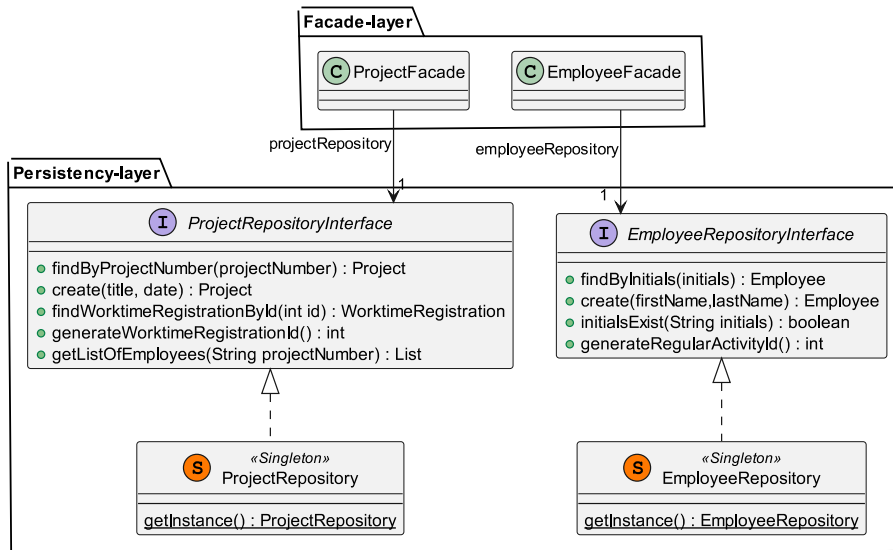 Facade-layer
C ProjectFacade
C EmployeeFacade
projectRepository
employeeRepository
1
1
Persistency-layer
I ProjectRepositoryInterface
findByProjectNumber(projectNumber) : Project
create(title, date) : Project
findWorktimeRegistrationById(int id) : WorktimeRegistration
generateWorktimeRegistrationId() : int
getListOfEmployees(String projectNumber) : List
I EmployeeRepositoryInterface
findByInitials(initials) : Employee
create(firstName,lastName) : Employee
initialsExist(String initials) : boolean
generateRegularActivityId() : int
S «Singleton»
ProjectRepository
getInstance() : ProjectRepository
S «Singleton»
EmployeeRepository
getInstance() : EmployeeRepository